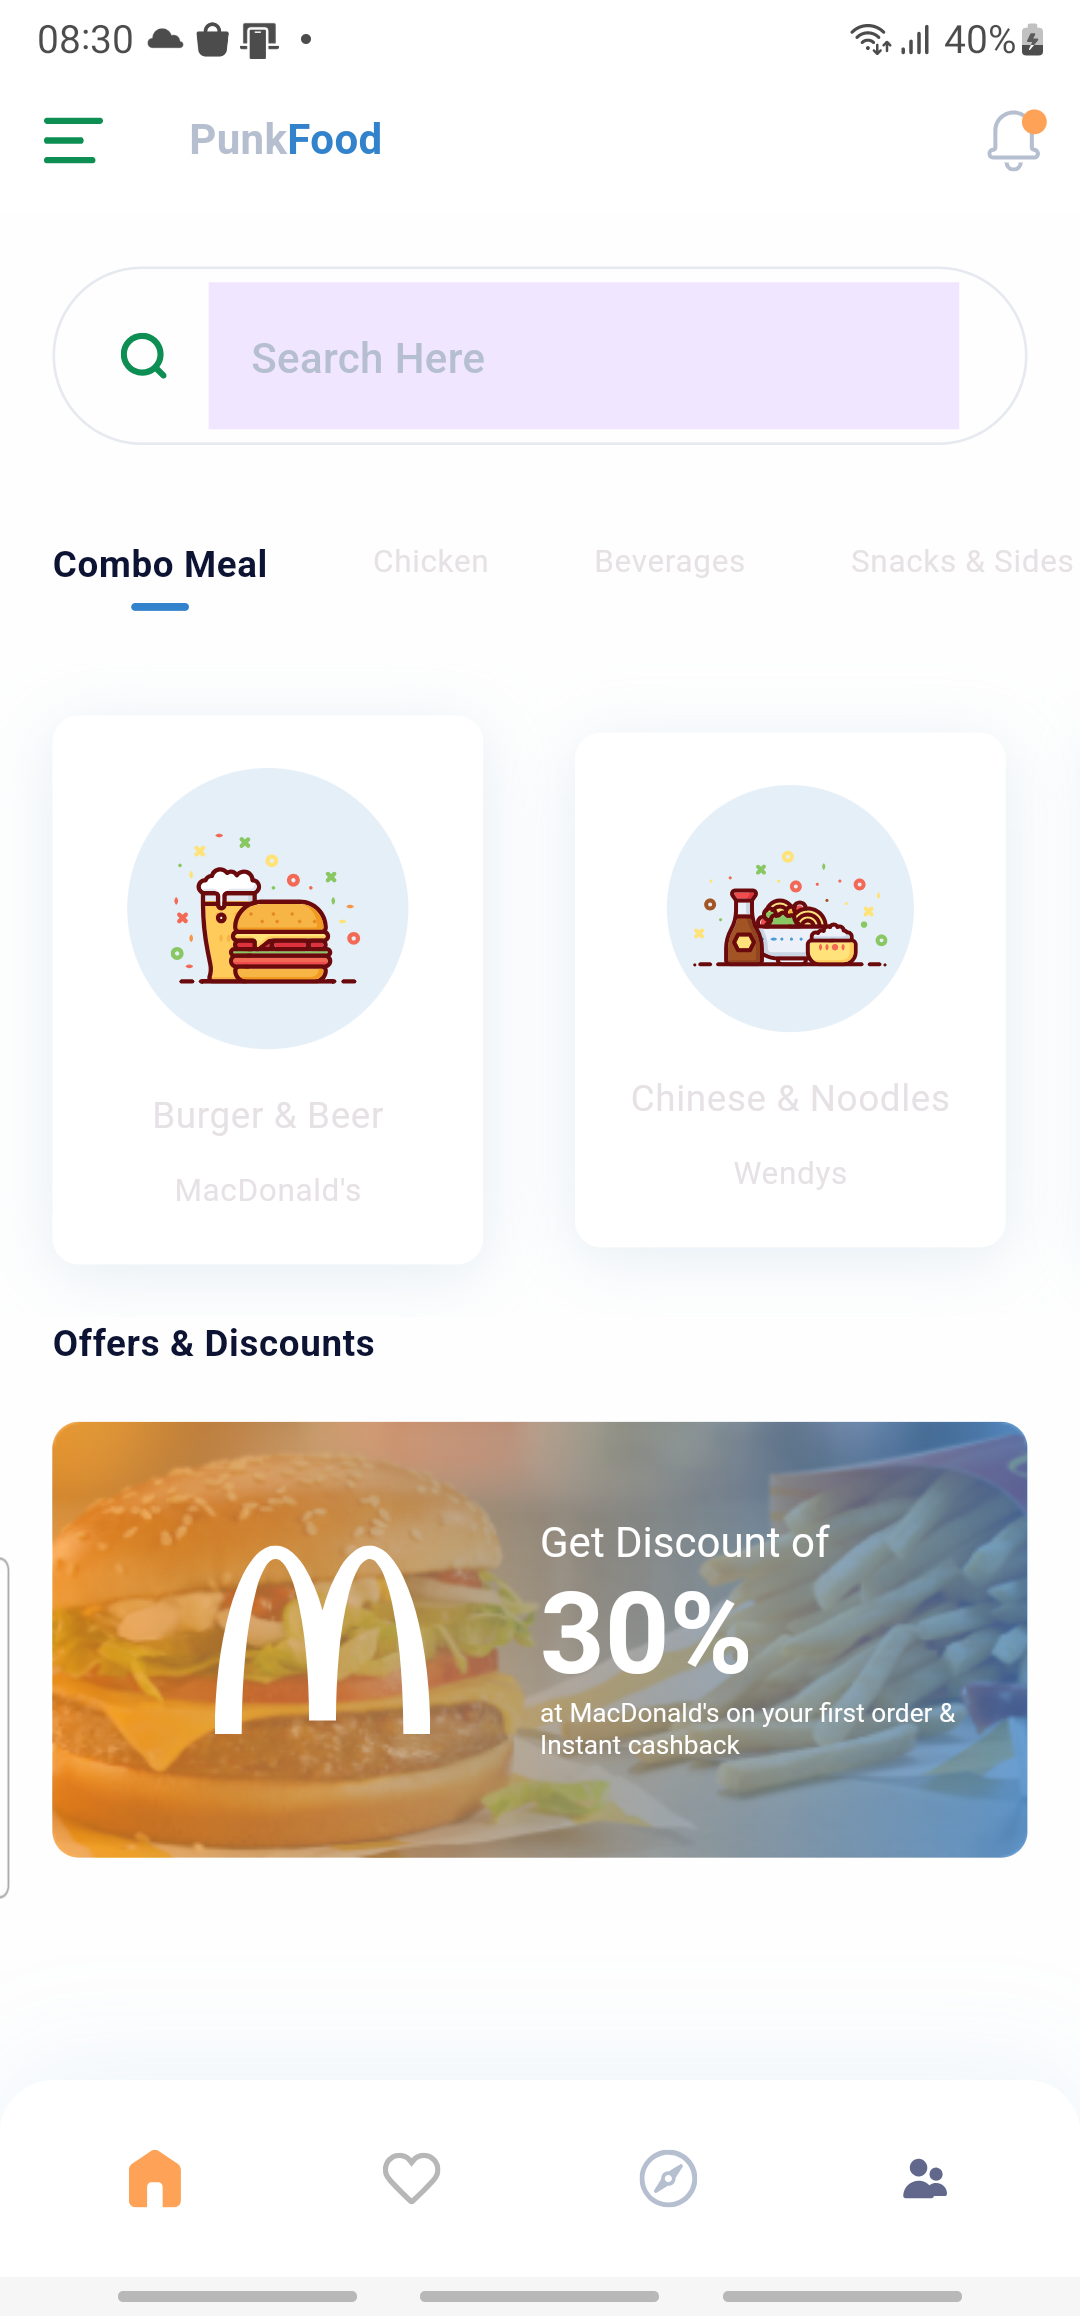 08:30
40%
PunkFood
Search Here
Combo Meal
Chicken
Beverages
Snacks & Sides
Burger & Beer
MacDonald's
Chinese & Noodles
Wendys
Offers & Discounts
Get Discount of
30%
at MacDonald's on your first order &
Instant cashback